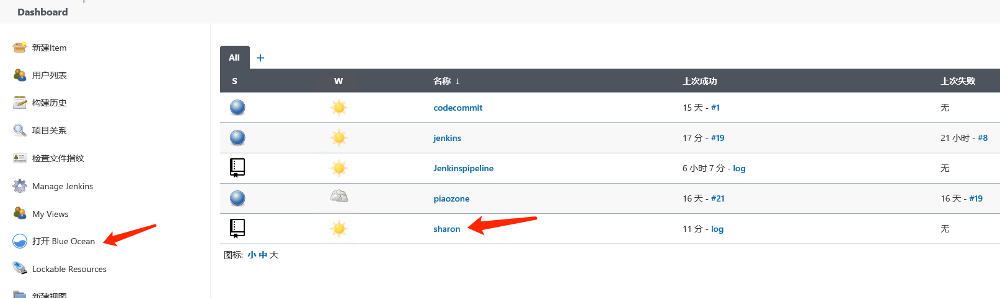 Dashboard
新建Item
用户列表
构建历史
项目关系
检查文件指纹
Manage Jenkins
My Views
打开 Blue Ocean
Lockable Resources
新建视图
All +
S W 名称 ↓ 上次成功 上次失败
codecommit 15 天 - #1 无
jenkins 17 分 - #19 21 小时 - #8
Jenkinspipeline 6 小时 7 分 - log 无
piaozone 16 天 - #21 16 天 - #19
sharon 11 分 - log 无
图标: 小 中 大